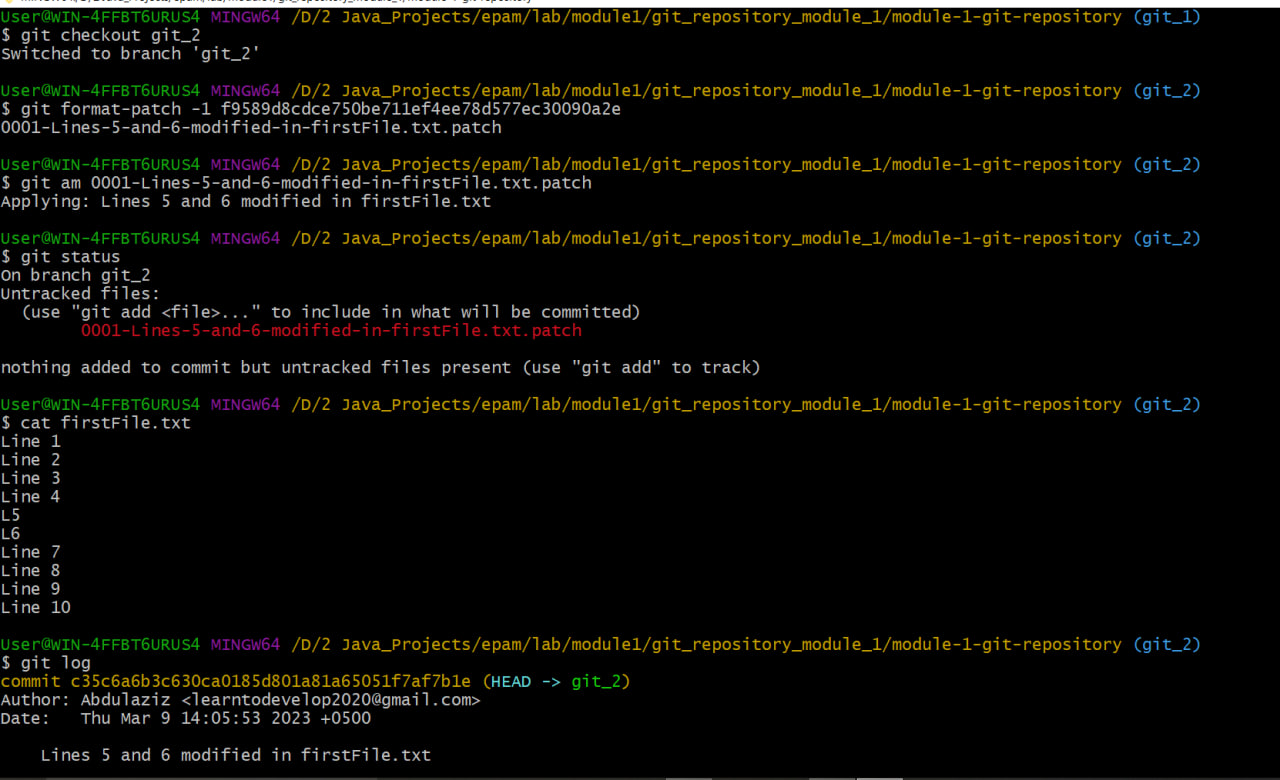 User@WIN-4FFBT6URUS4 MINGW64 /D/2 Java_Projects/epam/lab/module1/git_repository_module_1/module-1-git-repository (git_1)
$ git checkout git_2
Switched to branch 'git_2'
User@WIN-4FFBT6URUS4 MINGW64 /D/2 Java_Projects/epam/lab/module1/git_repository_module_1/module-1-git-repository (git_2)
$ git format-patch -1 f9589d8cdce750be711ef4ee78d577ec30090a2e
0001-Lines-5-and-6-modified-in-firstFile.txt.patch
User@WIN-4FFBT6URUS4 MINGW64 /D/2 Java_Projects/epam/lab/module1/git_repository_module_1/module-1-git-repository (git_2)
$ git am 0001-Lines-5-and-6-modified-in-firstFile.txt.patch
Applying: Lines 5 and 6 modified in firstFile.txt
User@WIN-4FFBT6URUS4 MINGW64 /D/2 Java_Projects/epam/lab/module1/git_repository_module_1/module-1-git-repository (git_2)
$ git status
On branch git_2
Untracked files:
  (use "git add <file>..." to include in what will be committed)
        0001-Lines-5-and-6-modified-in-firstFile.txt.patch
nothing added to commit but untracked files present (use "git add" to track)
User@WIN-4FFBT6URUS4 MINGW64 /D/2 Java_Projects/epam/lab/module1/git_repository_module_1/module-1-git-repository (git_2)
$ cat firstFile.txt
Line 1
Line 2
Line 3
Line 4
L5
L6
Line 7
Line 8
Line 9
Line 10
User@WIN-4FFBT6URUS4 MINGW64 /D/2 Java_Projects/epam/lab/module1/git_repository_module_1/module-1-git-repository (git_2)
$ git log
commit c35c6a6b3c630ca0185d801a81a65051f7af7b1e (HEAD -> git_2)
Author: Abdulaziz <learntodevelop2020@gmail.com>
Date:   Thu Mar 9 14:05:53 2023 +0500
    Lines 5 and 6 modified in firstFile.txt